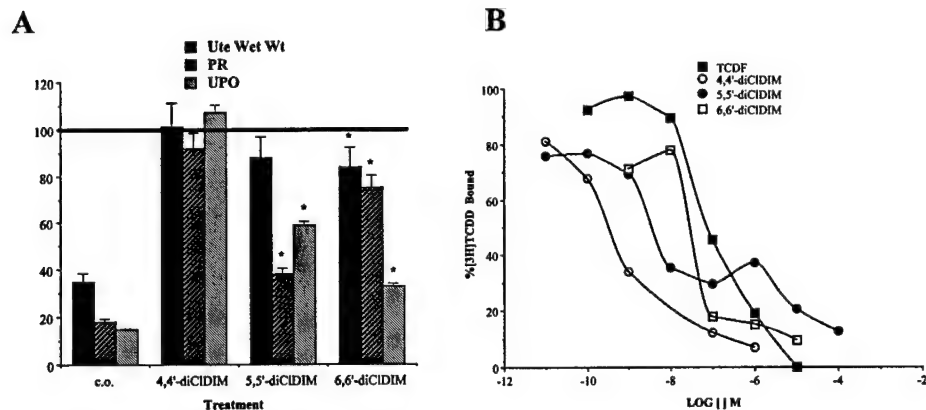 A
Ute Wet Wt
PR
UPO
120
100
80
60
40
20
0
*
*
*
*
*
c.o.
4,4'-diClDIM
5,5'-diClDIM
6,6'-diClDIM
Treatment
B
TCDF
4,4'-diClDIM
5,5'-diClDIM
6,6'-diClDIM
%[3H]TCDD Bound
100
80
60
40
20
0
-12
-10
-8
-6
-4
-2
LOG [ ] M